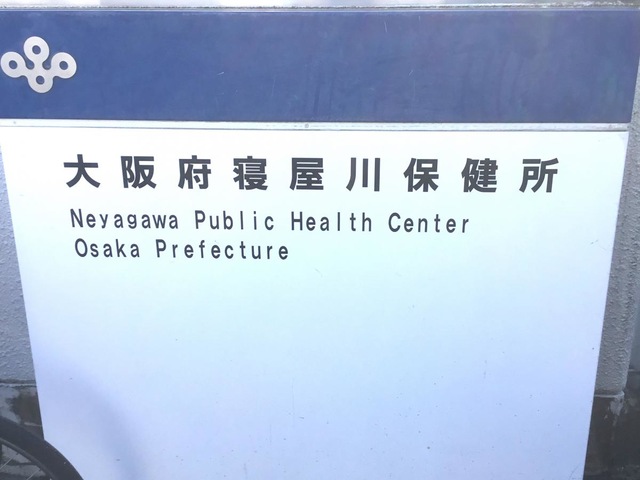 大阪府寝屋川保健所
Neyagawa Public Health Center
Osaka Prefecture